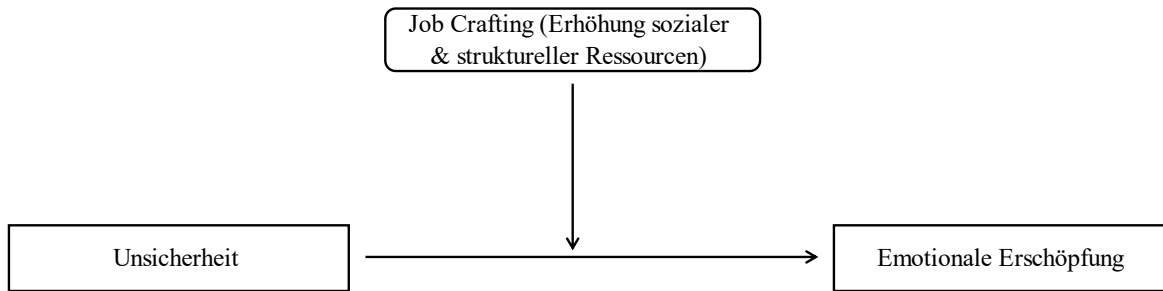 Job Crafting (Erhöhung sozialer
& struktureller Ressourcen)
Unsicherheit
Emotionale Erschöpfung